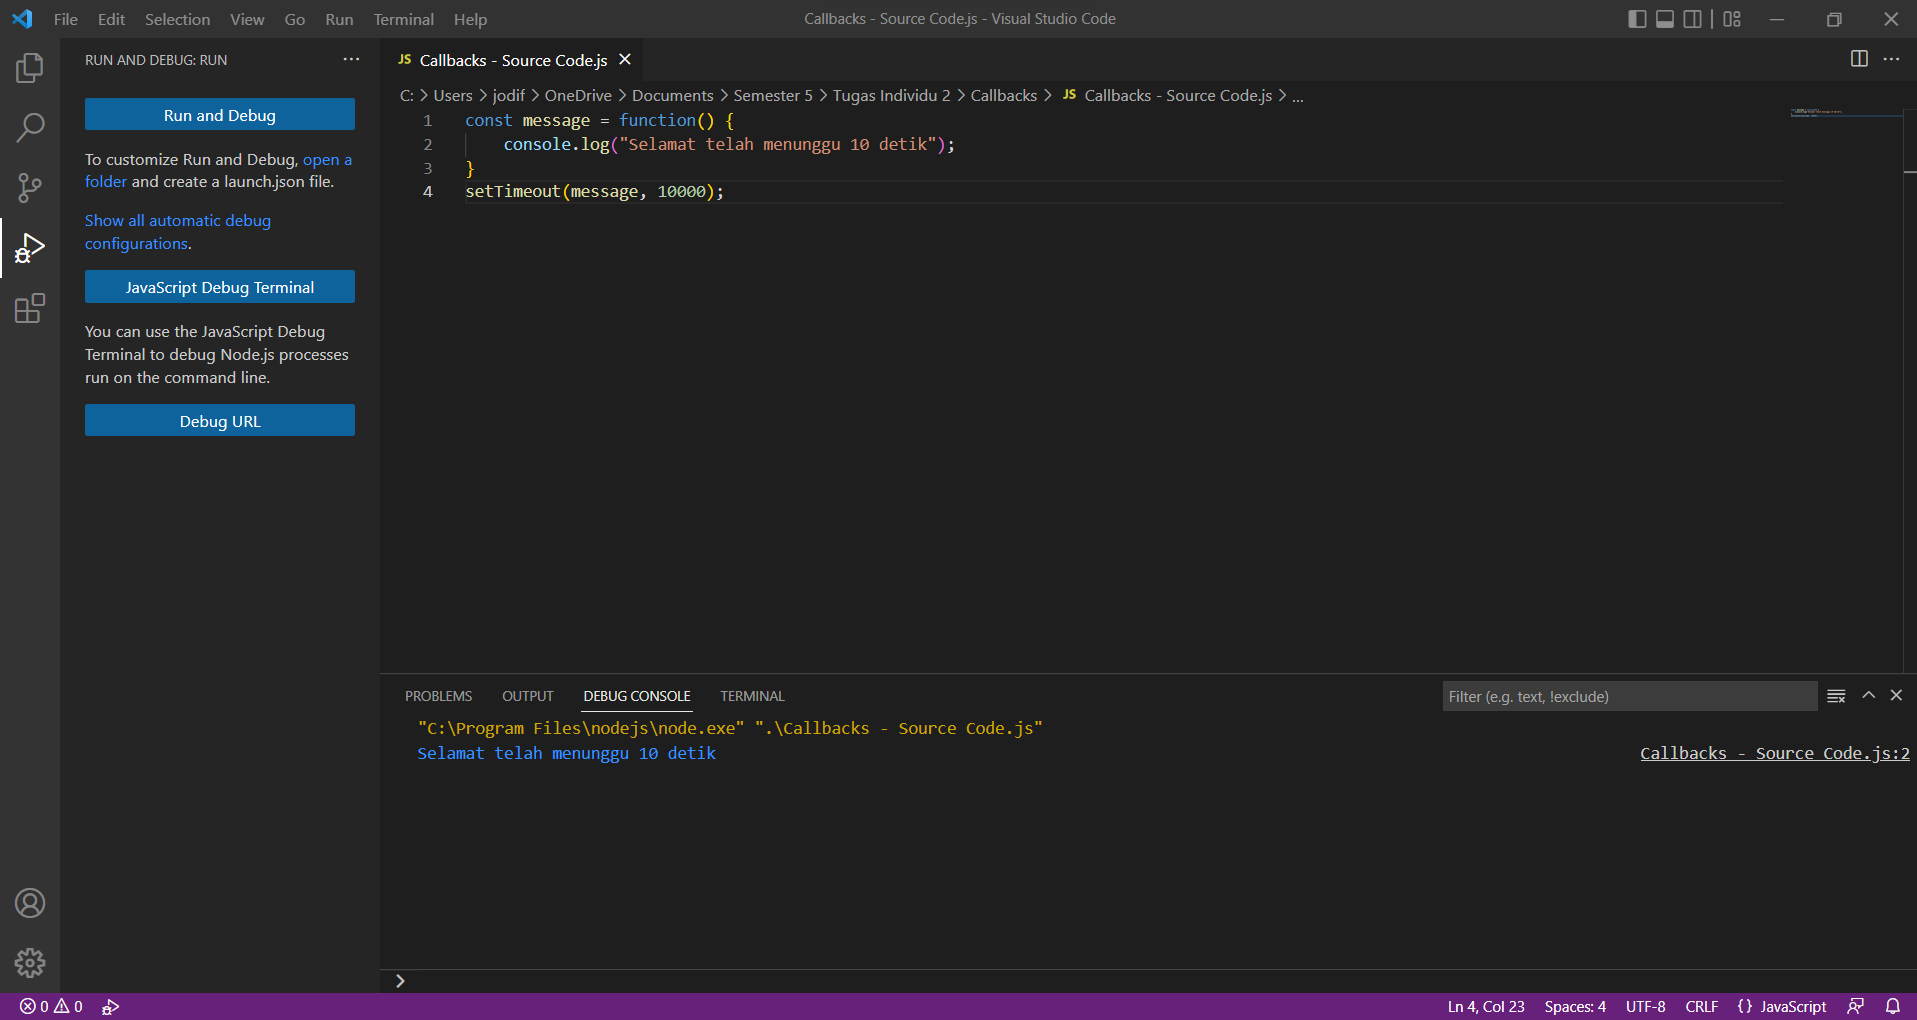 File Edit Selection View Go Run Terminal Help
Callbacks - Source Code.js - Visual Studio Code
RUN AND DEBUG: RUN
Run and Debug
To customize Run and Debug, open a
folder and create a launch.json file.
Show all automatic debug
configurations.
JavaScript Debug Terminal
You can use the JavaScript Debug
Terminal to debug Node.js processes
run on the command line.
Debug URL
JS Callbacks - Source Code.js
C: > Users > jodif > OneDrive > Documents > Semester 5 > Tugas Individu 2 > Callbacks > JS Callbacks - Source Code.js > ...
1 const message = function() {
2 console.log("Selamat telah menunggu 10 detik");
3 }
4 setTimeout(message, 10000);
PROBLEMS OUTPUT DEBUG CONSOLE TERMINAL
Filter (e.g. text, !exclude)
"C:\Program Files\nodejs\node.exe" ".\Callbacks - Source Code.js"
Selamat telah menunggu 10 detik
Callbacks - Source Code.js:2
0 0
Ln 4, Col 23 Spaces: 4 UTF-8 CRLF {} JavaScript